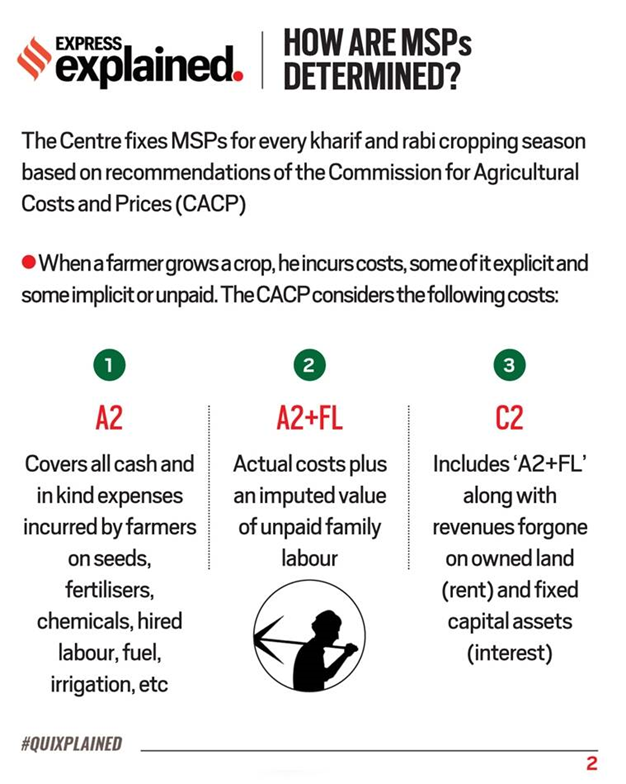 EXPRESS
explained.
HOW ARE MSPs
DETERMINED?
The Centre fixes MSPs for every kharif and rabi cropping season
based on recommendations of the Commission for Agricultural
Costs and Prices (CACP)
● When a farmer grows a crop, he incurs costs, some of it explicit and
some implicit or unpaid. The CACP considers the following costs:
1
A2
Covers all cash and
in kind expenses
incurred by farmers
on seeds,
fertilisers,
chemicals, hired
labour, fuel,
irrigation, etc
2
A2+FL
Actual costs plus
an imputed value
of unpaid family
labour
3
C2
Includes ‘A2+FL’
along with
revenues forgone
on owned land
(rent) and fixed
capital assets
(interest)
#QUIXPLAINED
2